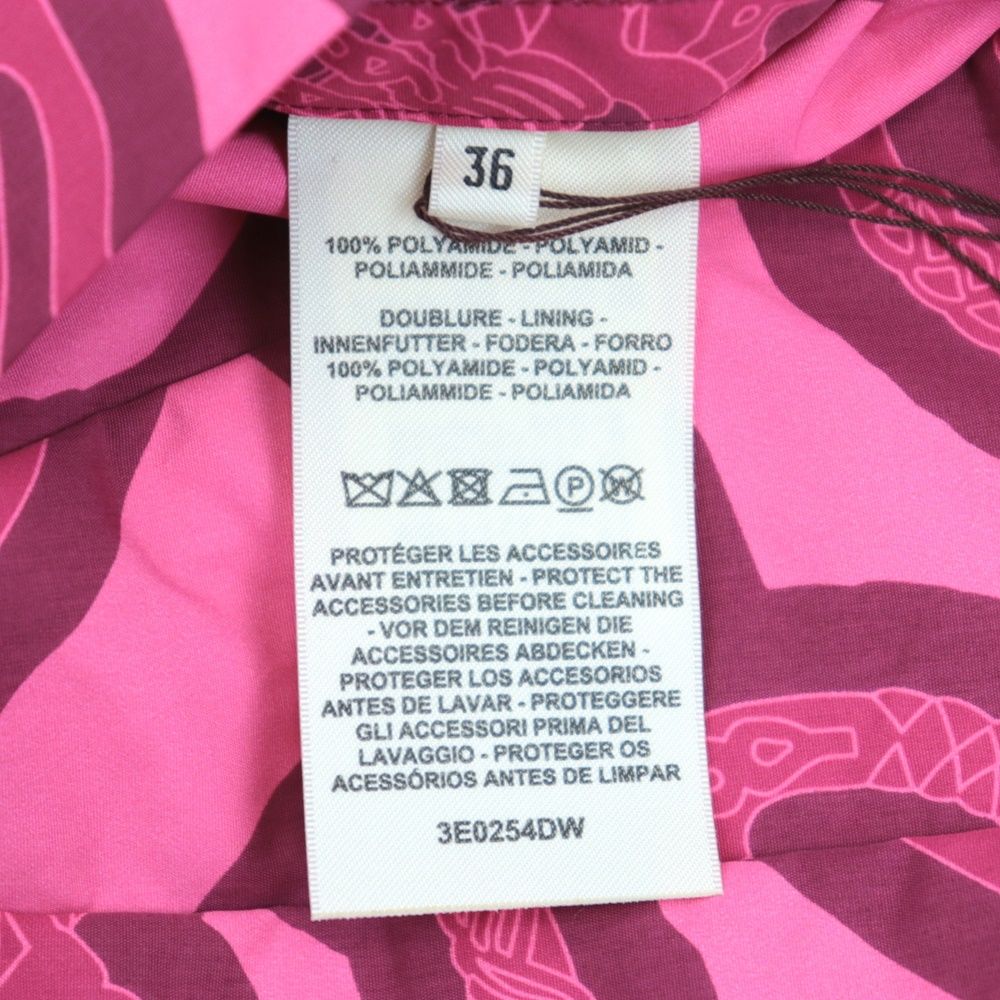 36
100% POLYAMIDE - POLYAMID -
POLIAMMIDE - POLIAMIDA
DOUBLURE - LINING -
INNENFUTTER - FODERA - FORRO
100% POLYAMIDE - POLYAMID -
POLIAMMIDE - POLIAMIDA
P W
PROTÉGER LES ACCESSOIRES
AVANT ENTRETIEN - PROTECT THE
ACCESSORIES BEFORE CLEANING
- VOR DEM REINIGEN DIE
ACCESSOIRES ABDECKEN -
PROTEGER LOS ACCESORIOS
ANTES DE LAVAR - PROTEGGERE
GLI ACCESSORI PRIMA DEL
LAVAGGIO - PROTEGER OS
ACESSÓRIOS ANTES DE LIMPAR
3E0254DW